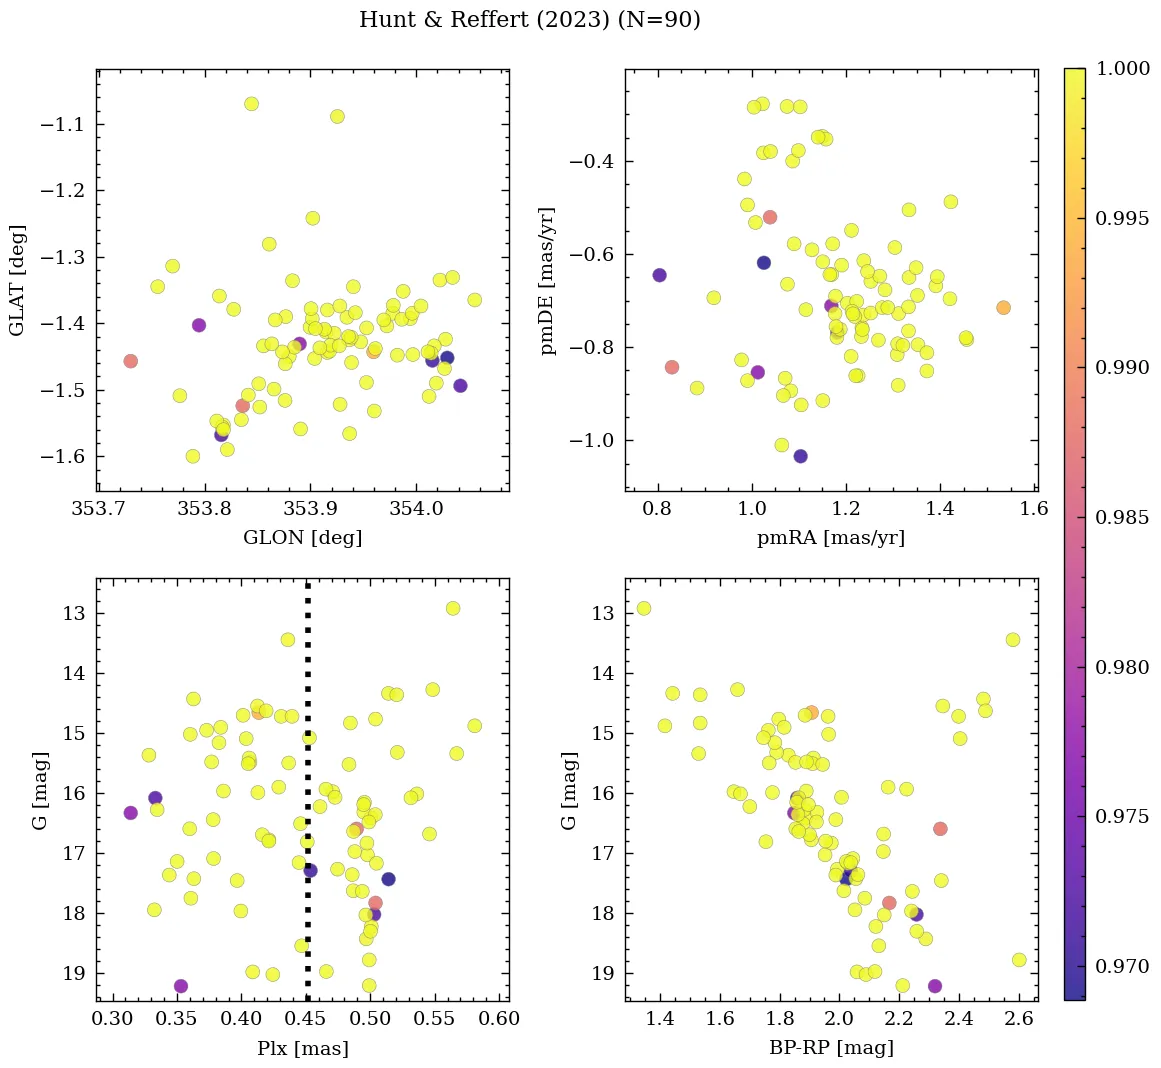 Hunt & Reffert (2023) (N=90)
−1.1
−1.2
−1.3
−1.4
−1.5
−1.6
GLAT [deg]
353.7 353.8 353.9 354.0
GLON [deg]
−0.4
−0.6
−0.8
−1.0
pmDE [mas/yr]
0.8 1.0 1.2 1.4 1.6
pmRA [mas/yr]
13
14
15
16
17
18
19
G [mag]
0.30 0.35 0.40 0.45 0.50 0.55 0.60
Plx [mas]
13
14
15
16
17
18
19
G [mag]
1.4 1.6 1.8 2.0 2.2 2.4 2.6
BP-RP [mag]
1.000
0.995
0.990
0.985
0.980
0.975
0.970